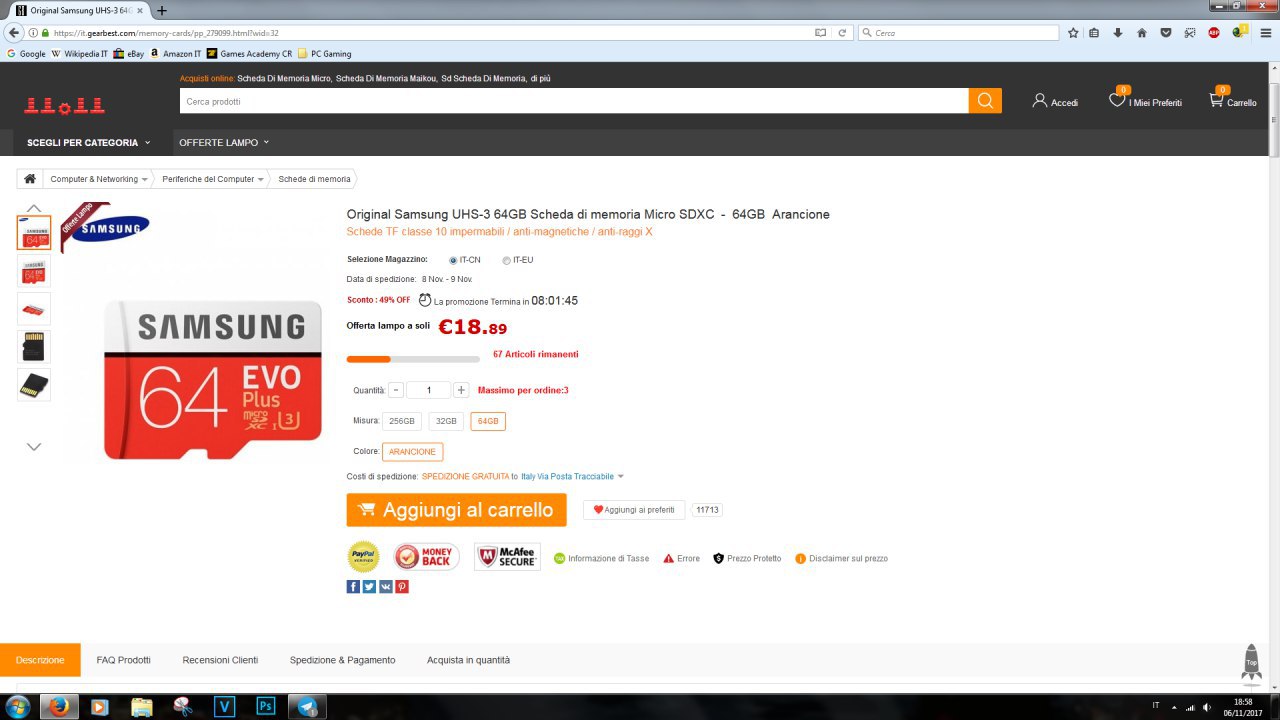 Original Samsung UHS-3 64G
https://it.gearbest.com/memory-cards/pp_279099.html?wid=32
Cerca
Google Wikipedia IT eBay Amazon IT Games Academy CR PC Gaming
Acquisti online: Scheda Di Memoria Micro, Scheda Di Memoria Maikou, Sd Scheda Di Memoria, di più
11.11
Cerca prodotti
Accedi
0 I Miei Preferiti
0 Carrello
SCEGLI PER CATEGORIA
OFFERTE LAMPO
Computer & Networking Periferiche del Computer Schede di memoria
Offerte lampo
SAMSUNG
SAMSUNG
64 EVO
Plus
micro
SD
XC I U3
Original Samsung UHS-3 64GB Scheda di memoria Micro SDXC - 64GB Arancione
Schede TF classe 10 impermabili / anti-magnetiche / anti-raggi X
Selezione Magazzino: IT-CN IT-EU
Data di spedizione: 8 Nov. - 9 Nov.
Sconto : 49% OFF La promozione Termina in 08:01:45
Offerta lampo a soli €18.89
67 Articoli rimanenti
Quantità: - 1 + Massimo per ordine:3
Misura: 256GB 32GB 64GB
Colore: ARANCIONE
Costi di spedizione: SPEDIZIONE GRATUITA to Italy Via Posta Tracciabile
Aggiungi al carrello
Aggiungi ai preferiti 11713
PayPal
VERIFIED
MONEY
BACK
McAfee
SECURE
Informazione di Tasse
Errore
Prezzo Protetto
Disclaimer sul prezzo
Descrizione FAQ Prodotti Recensioni Clienti Spedizione & Pagamento Acquista in quantità
Top
IT
18:58
06/11/2017